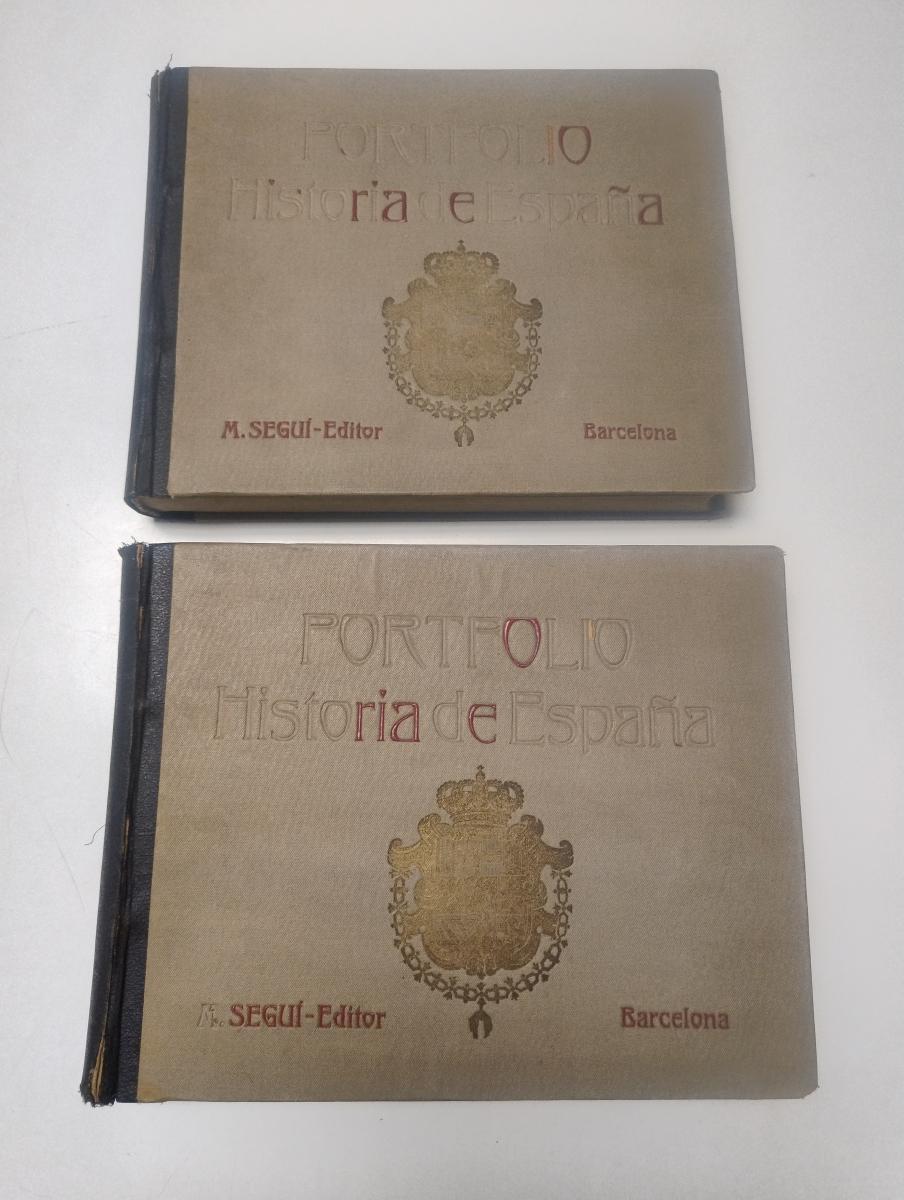 PORTFOLIO
Historia de España
M. SEGUÍ-Editor
Barcelona
PORTFOLIO
Historia de España
M. SEGUÍ-Editor
Barcelona